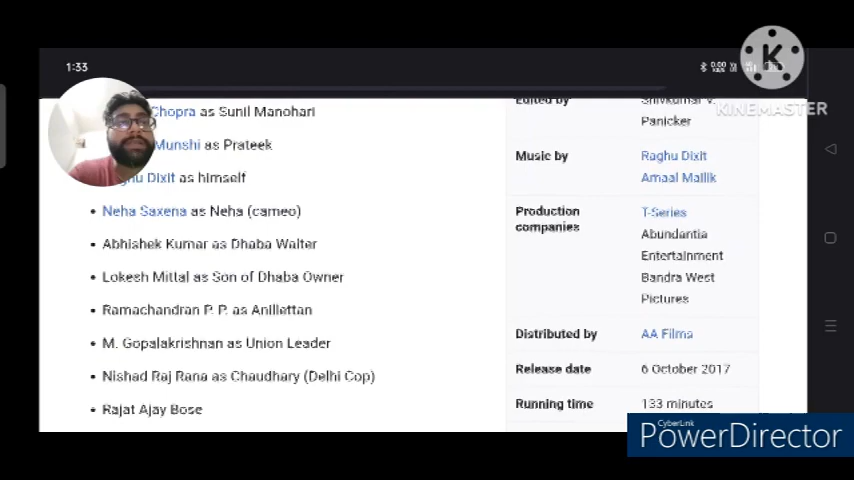 1:33
KINEMASTER
Chopra as Sunil Manohari
Munshi as Prateek
Dixit as himself
Neha Saxena as Neha (cameo)
Abhishek Kumar as Dhaba Waiter
Lokesh Mittal as Son of Dhaba Owner
Ramachandran P. P. as Anillettan
M. Gopalakrishnan as Union Leader
Nishad Raj Rana as Chaudhary (Delhi Cop)
Rajat Ajay Bose
Edited by
Shivkumar V.
Panicker
Music by
Raghu Dixit
Amaal Mallik
Production
companies
T-Series
Abundantia
Entertainment
Bandra West
Pictures
Distributed by
AA Films
Release date
6 October 2017
Running time
133 minutes
CyberLink
PowerDirector